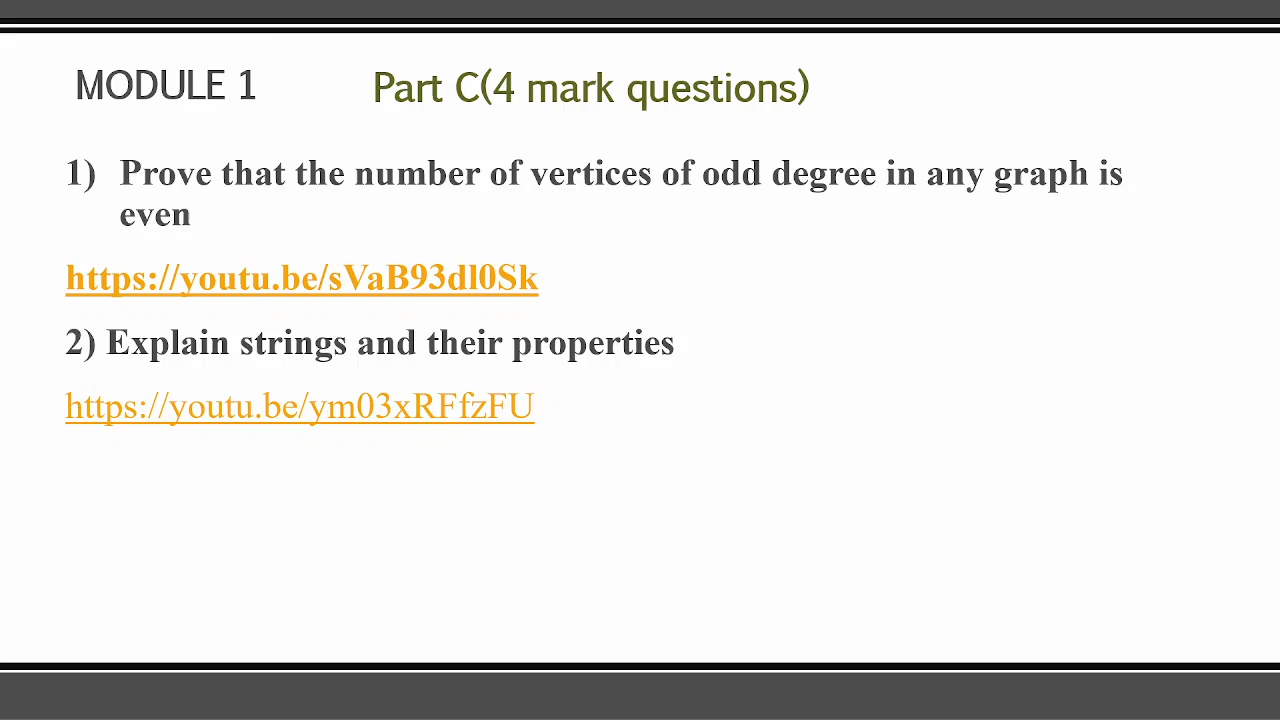 MODULE 1
Part C(4 mark questions)
1) Prove that the number of vertices of odd degree in any graph is
even
https://youtu.be/sVaB93dl0Sk
2) Explain strings and their properties
https://youtu.be/ym03xRFfzFU